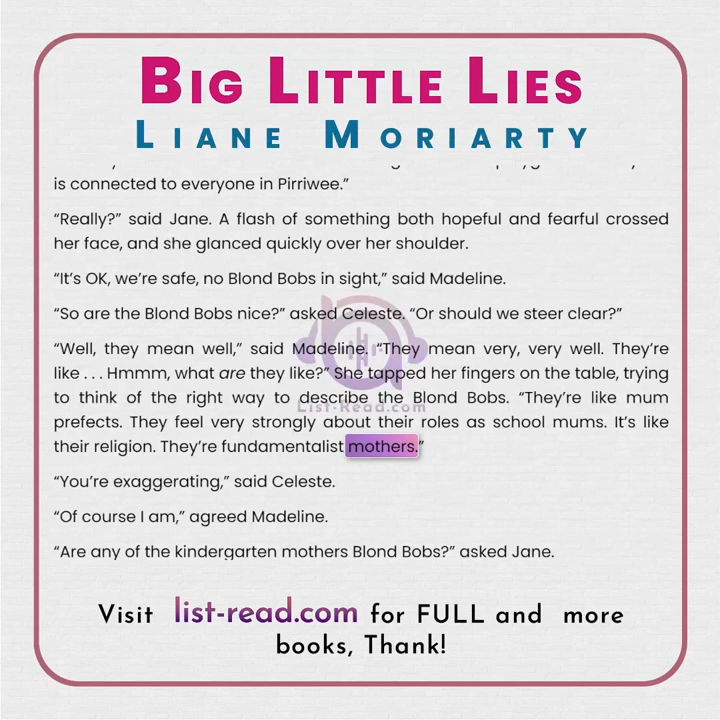 BIG LITTLE LIES
LIANE MORIARTY
is connected to everyone in Pirriwee.”
“Really?” said Jane. A flash of something both hopeful and fearful crossed
her face, and she glanced quickly over her shoulder.
“It’s OK, we’re safe, no Blond Bobs in sight,” said Madeline.
“So are the Blond Bobs nice?” asked Celeste. “Or should we steer clear?”
“Well, they mean well,” said Madeline. “They mean very, very well. They’re
like . . . Hmmm, what are they like?” She tapped her fingers on the table, trying
to think of the right way to describe the Blond Bobs. “They’re like mum
prefects. They feel very strongly about their roles as school mums. It’s like
their religion. They’re fundamentalist mothers.”
“You’re exaggerating,” said Celeste.
“Of course I am,” agreed Madeline.
“Are any of the kindergarten mothers Blond Bobs?” asked Jane.
List-Read.com
Visit list-read.com for FULL and more
books, Thank!